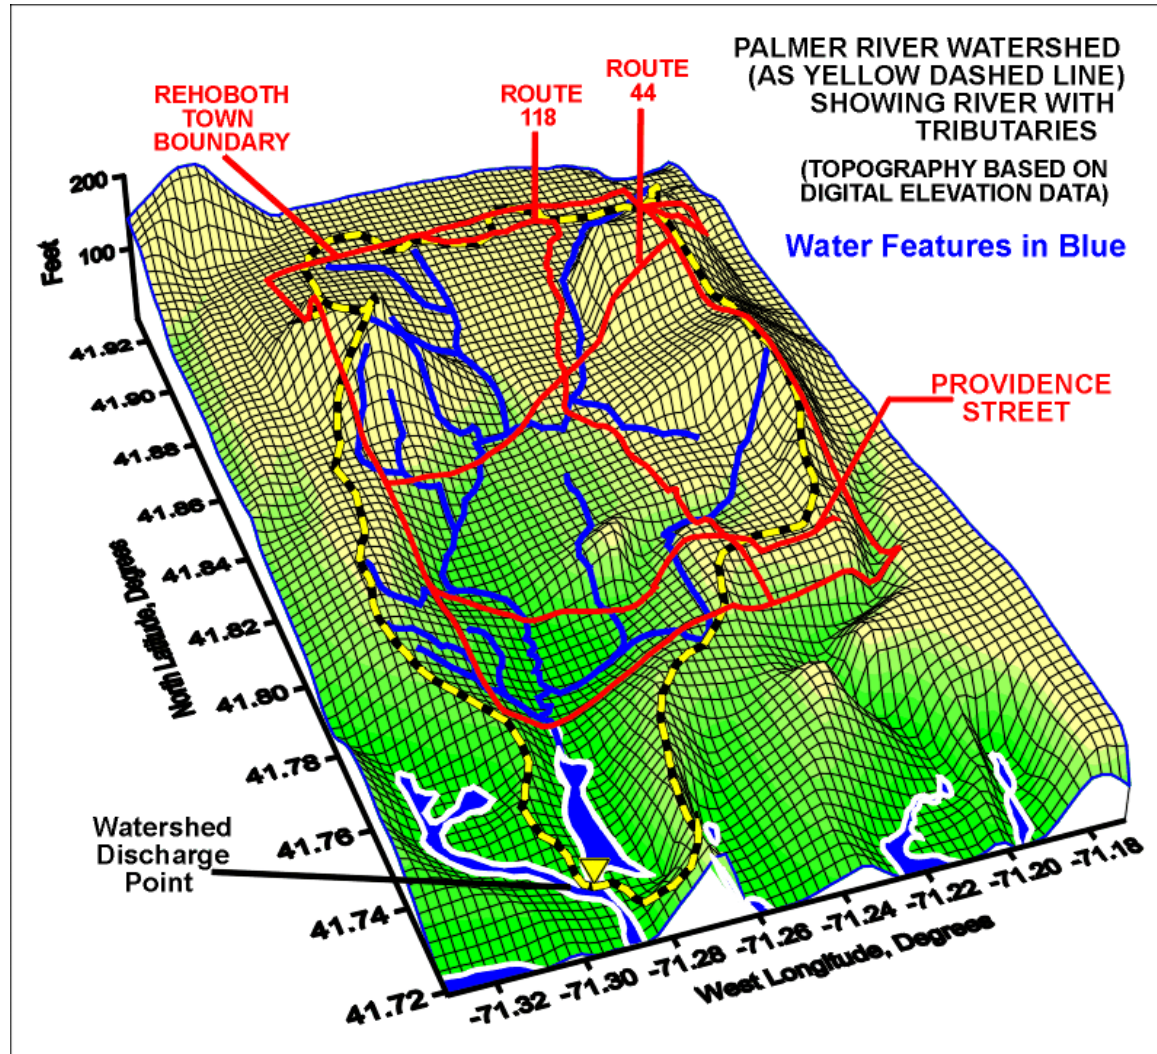 PALMER RIVER WATERSHED
(AS YELLOW DASHED LINE)
SHOWING RIVER WITH
TRIBUTARIES
(TOPOGRAPHY BASED ON
DIGITAL ELEVATION DATA)
Water Features in Blue
ROUTE
44
ROUTE
118
REHOBOTH
TOWN
BOUNDARY
PROVIDENCE
STREET
200
100
Feet
41.92
41.90
41.88
41.86
41.84
41.82
41.80
41.78
41.76
41.74
41.72
North Latitude, Degrees
Watershed
Discharge
Point
-71.32
-71.30
-71.28
-71.26
-71.24
-71.22
-71.20
-71.18
West Longitude, Degrees